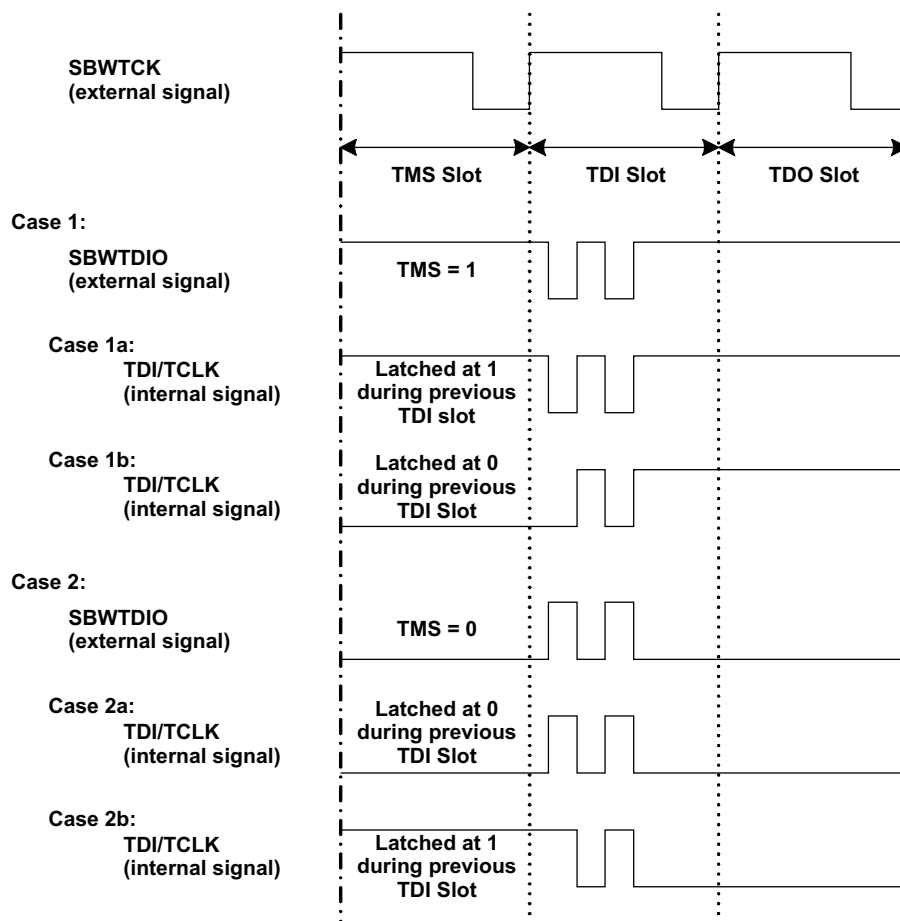 SBWTCK
(external signal)
TMS Slot
TDI Slot
TDO Slot
Case 1:
SBWTDIO
(external signal)
TMS = 1
Case 1a:
TDI/TCLK
(internal signal)
Latched at 1
during previous
TDI slot
Case 1b:
TDI/TCLK
(internal signal)
Latched at 0
during previous
TDI Slot
Case 2:
SBWTDIO
(external signal)
TMS = 0
Case 2a:
TDI/TCLK
(internal signal)
Latched at 0
during previous
TDI Slot
Case 2b:
TDI/TCLK
(internal signal)
Latched at 1
during previous
TDI Slot